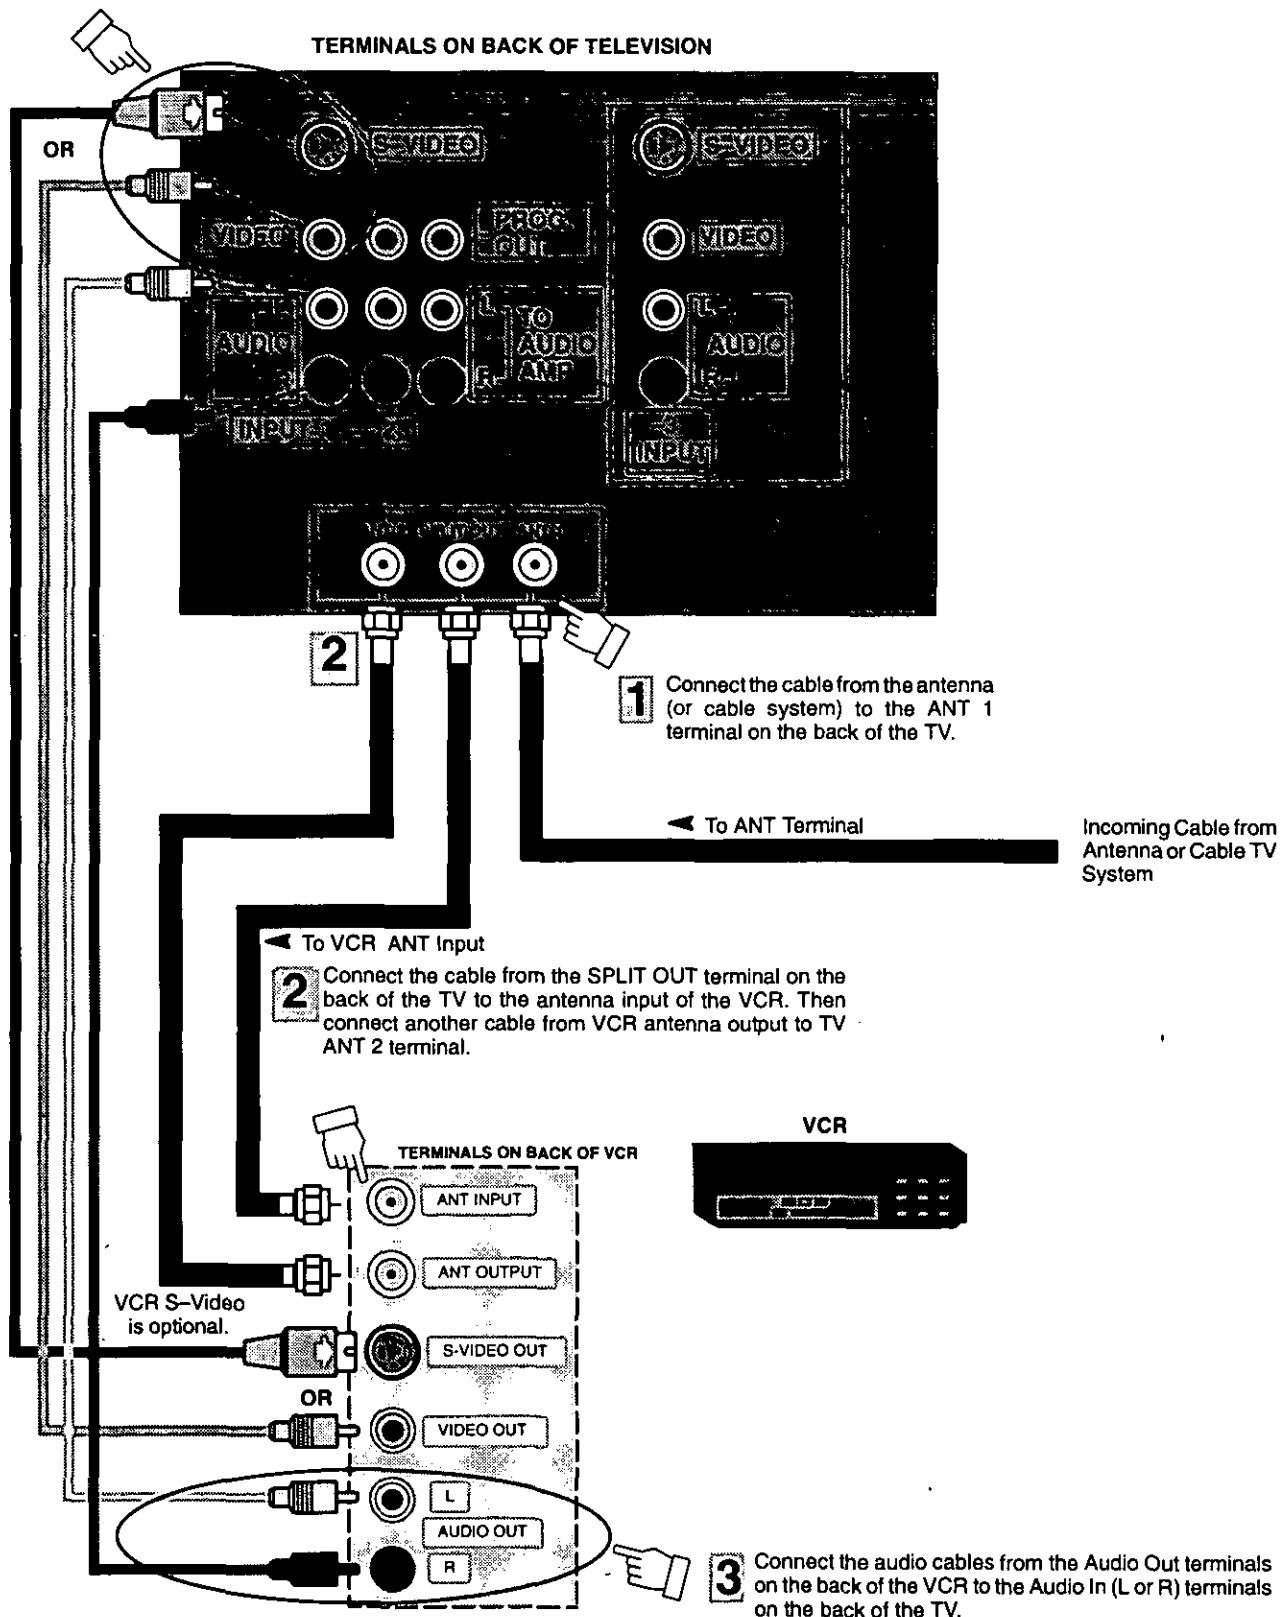 TERMINALS ON BACK OF TELEVISION
OR
S-VIDEO
S-VIDEO
VIDEO
PROG.
OUT
VIDEO
L
TO
AUDIO
AMP
R
AUDIO
R
L
AUDIO
R
INPUT
3
INPUT
2
1
Connect the cable from the antenna
(or cable system) to the ANT 1
terminal on the back of the TV.
To ANT Terminal
Incoming Cable from
Antenna or Cable TV
System
To VCR ANT Input
2
Connect the cable from the SPLIT OUT terminal on the
back of the TV to the antenna input of the VCR. Then
connect another cable from VCR antenna output to TV
ANT 2 terminal.
VCR
TERMINALS ON BACK OF VCR
ANT INPUT
ANT OUTPUT
VCR S–Video
is optional.
S-VIDEO OUT
OR
VIDEO OUT
L
AUDIO OUT
R
3
Connect the audio cables from the Audio Out terminals
on the back of the VCR to the Audio In (L or R) terminals
on the back of the TV.